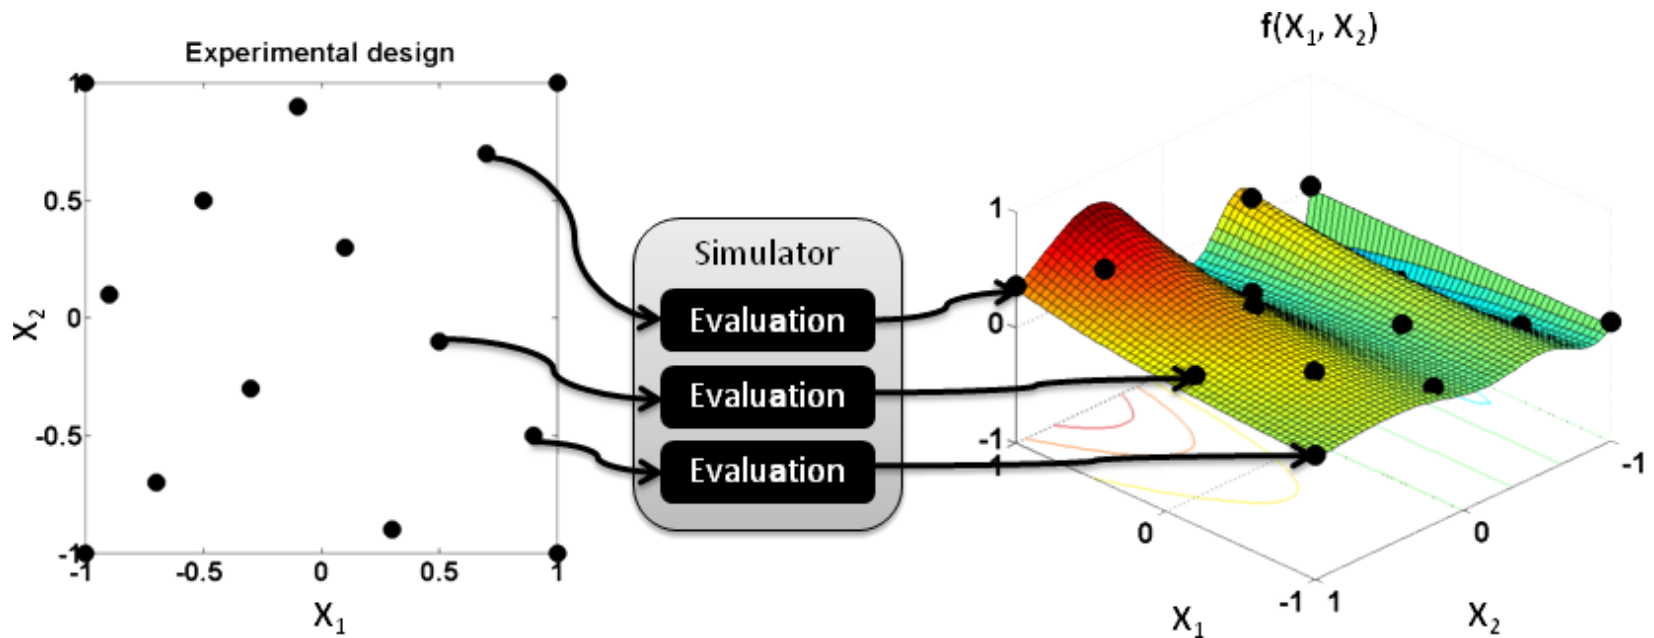 Experimental design
1
0.5
0
-0.5
-1
X2
-1
-0.5
0
0.5
1
X1
Simulator
Evaluation
Evaluation
Evaluation
f(X1, X2)
1
0
-1
1
0
-1
X1
1
0
-1
X2